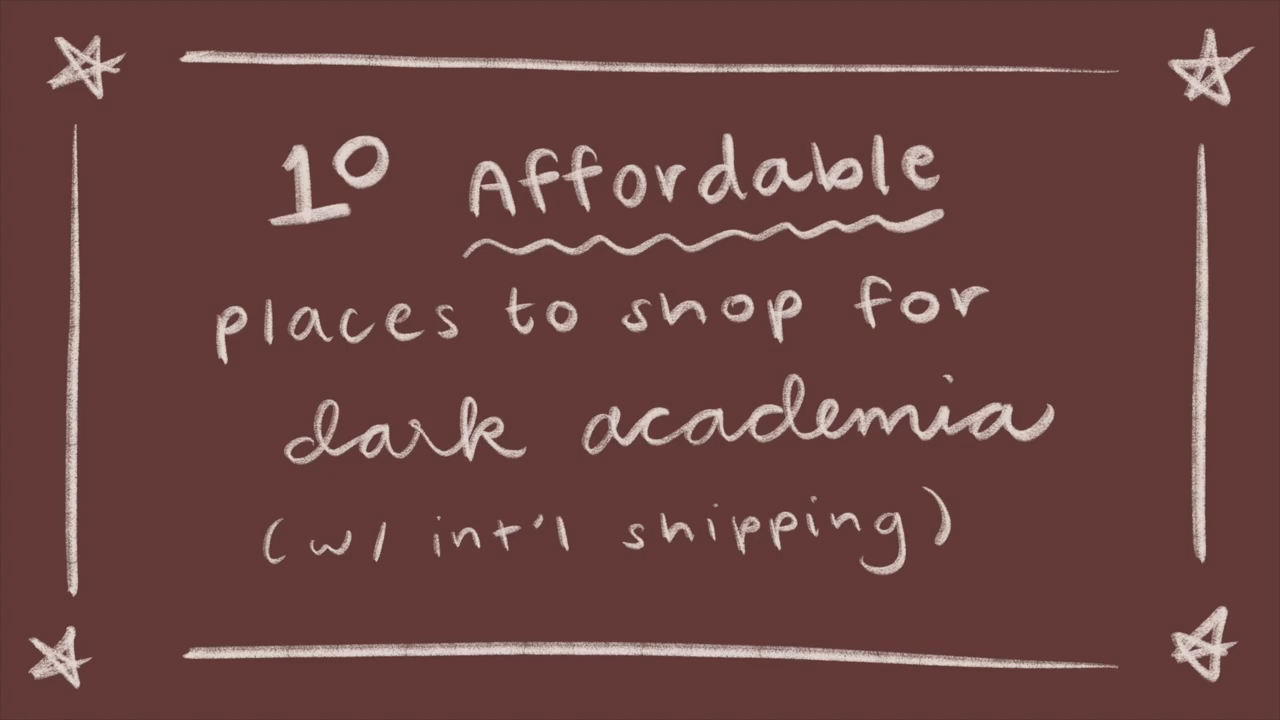 10 Affordable
places to shop for
dark academia
(w/ int'l shipping)